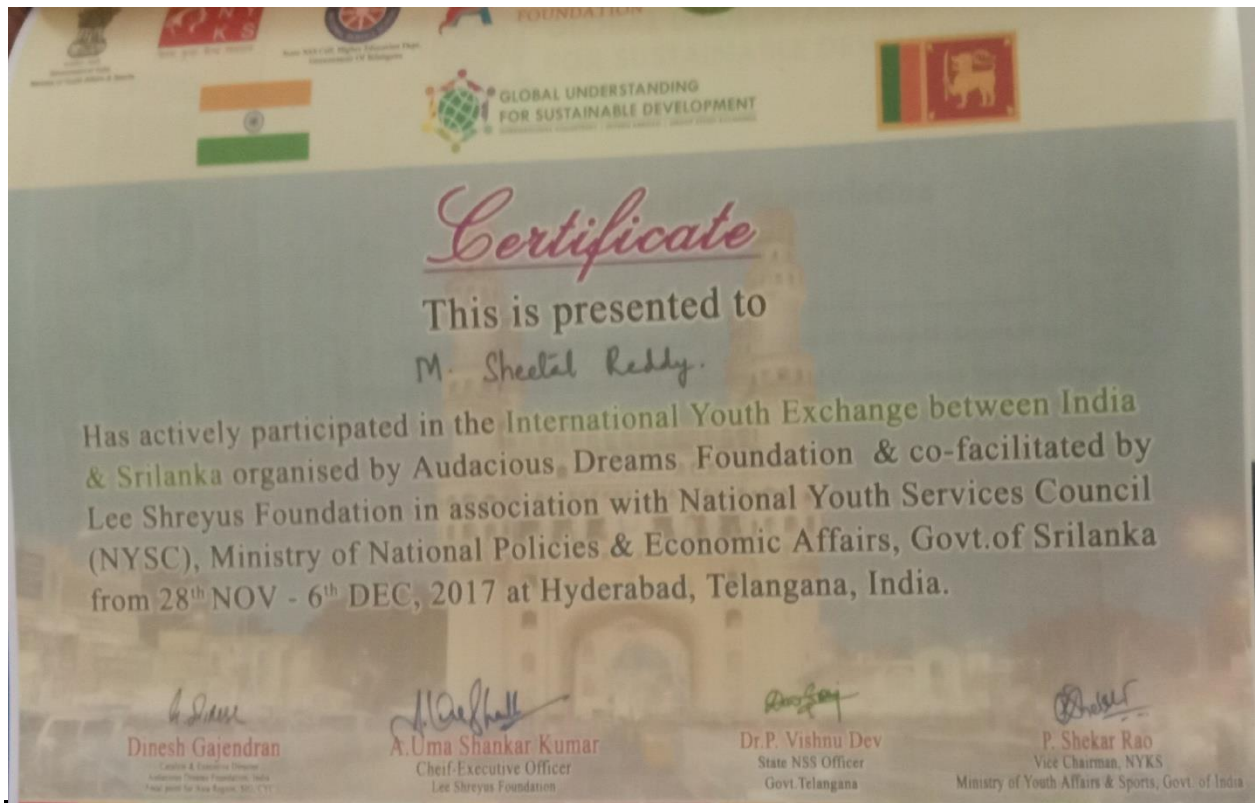 N Y
K S
FOUNDATION
Government Of Telangana
GLOBAL UNDERSTANDING
FOR SUSTAINABLE DEVELOPMENT
Certificate
This is presented to
M. Sheetal Reddy.
Has actively participated in the International Youth Exchange between India
& Srilanka organised by Audacious Dreams Foundation & co-facilitated by
Lee Shreyus Foundation in association with National Youth Services Council
(NYSC), Ministry of National Policies & Economic Affairs, Govt.of Srilanka
from 28th NOV - 6th DEC, 2017 at Hyderabad, Telangana, India.
Dinesh Gajendran
A.Uma Shankar Kumar
Cheif-Executive Officer
Lee Shreyus Foundation
Dr.P. Vishnu Dev
State NSS Officer
Govt.Telangana
P. Shekar Rao
Vice Chairman, NYKS
Ministry of Youth Affairs & Sports, Govt. of India